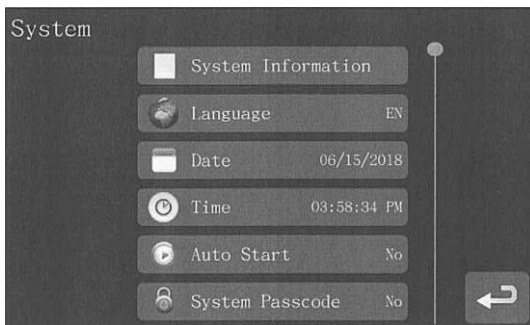 System
System Information
Language EN
Date 06/15/2018
Time 03:58:34 PM
Auto Start No
System Passcode No